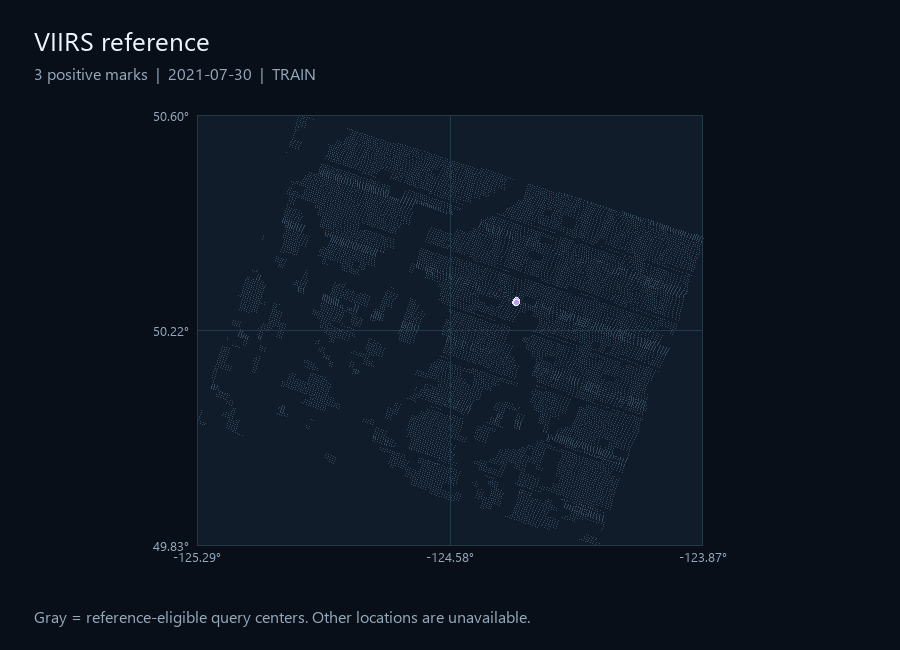 VIIRS reference
3 positive marks | 2021-07-30 | TRAIN
50.60°
50.22°
49.83°
-125.29°
-124.58°
-123.87°
Gray = reference-eligible query centers. Other locations are unavailable.